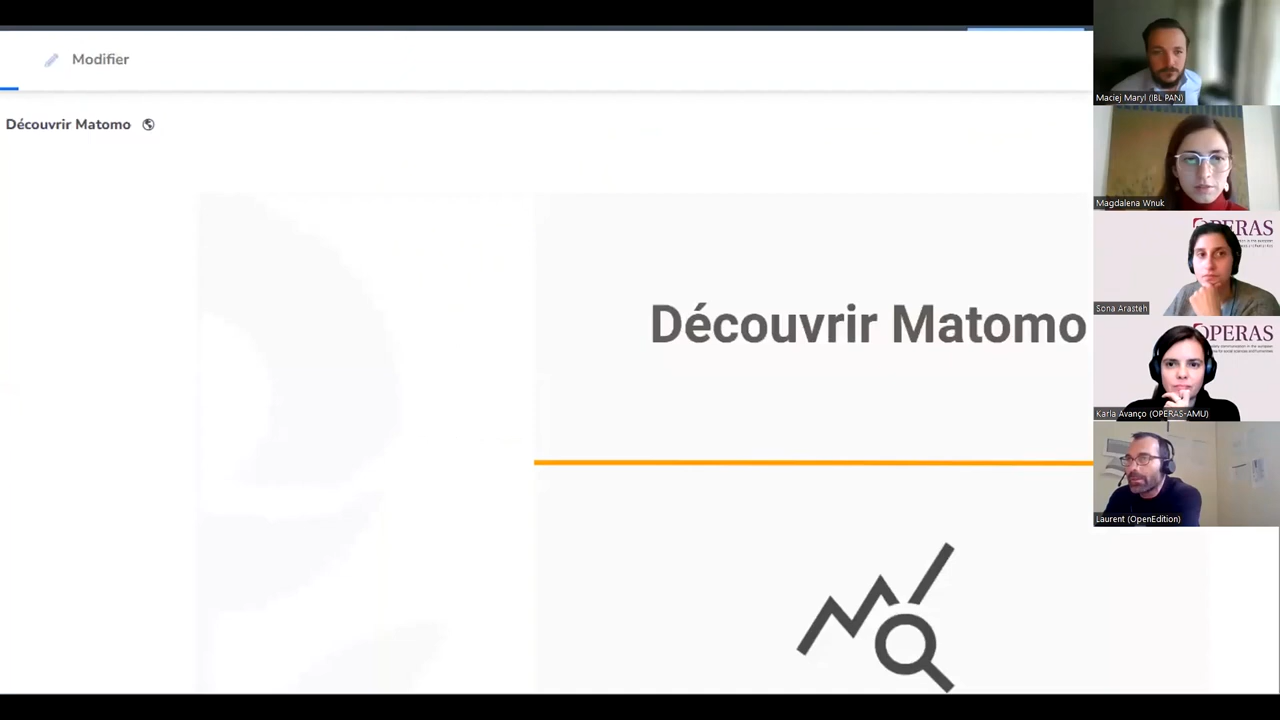 Modifier
Découvrir Matomo
Découvrir Matomo
Maciej Maryl (IBL PAN)
Magdalena Wnuk
OPERAS
Sona Arasteh
OPERAS
Karla Avanço (OPERAS-AMU)
Laurent (OpenEdition)